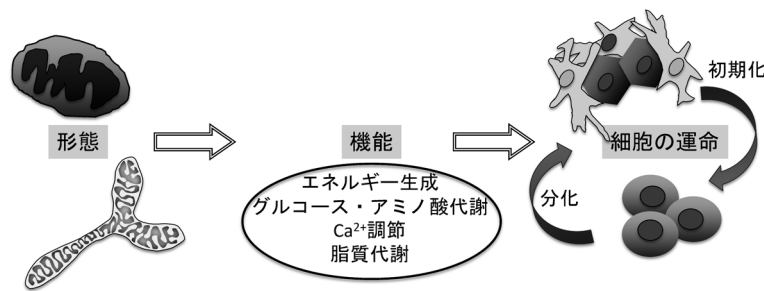 形態
機能
エネルギー生成
グルコース・アミノ酸代謝
Ca²⁺調節
脂質代謝
初期化
細胞の運命
分化